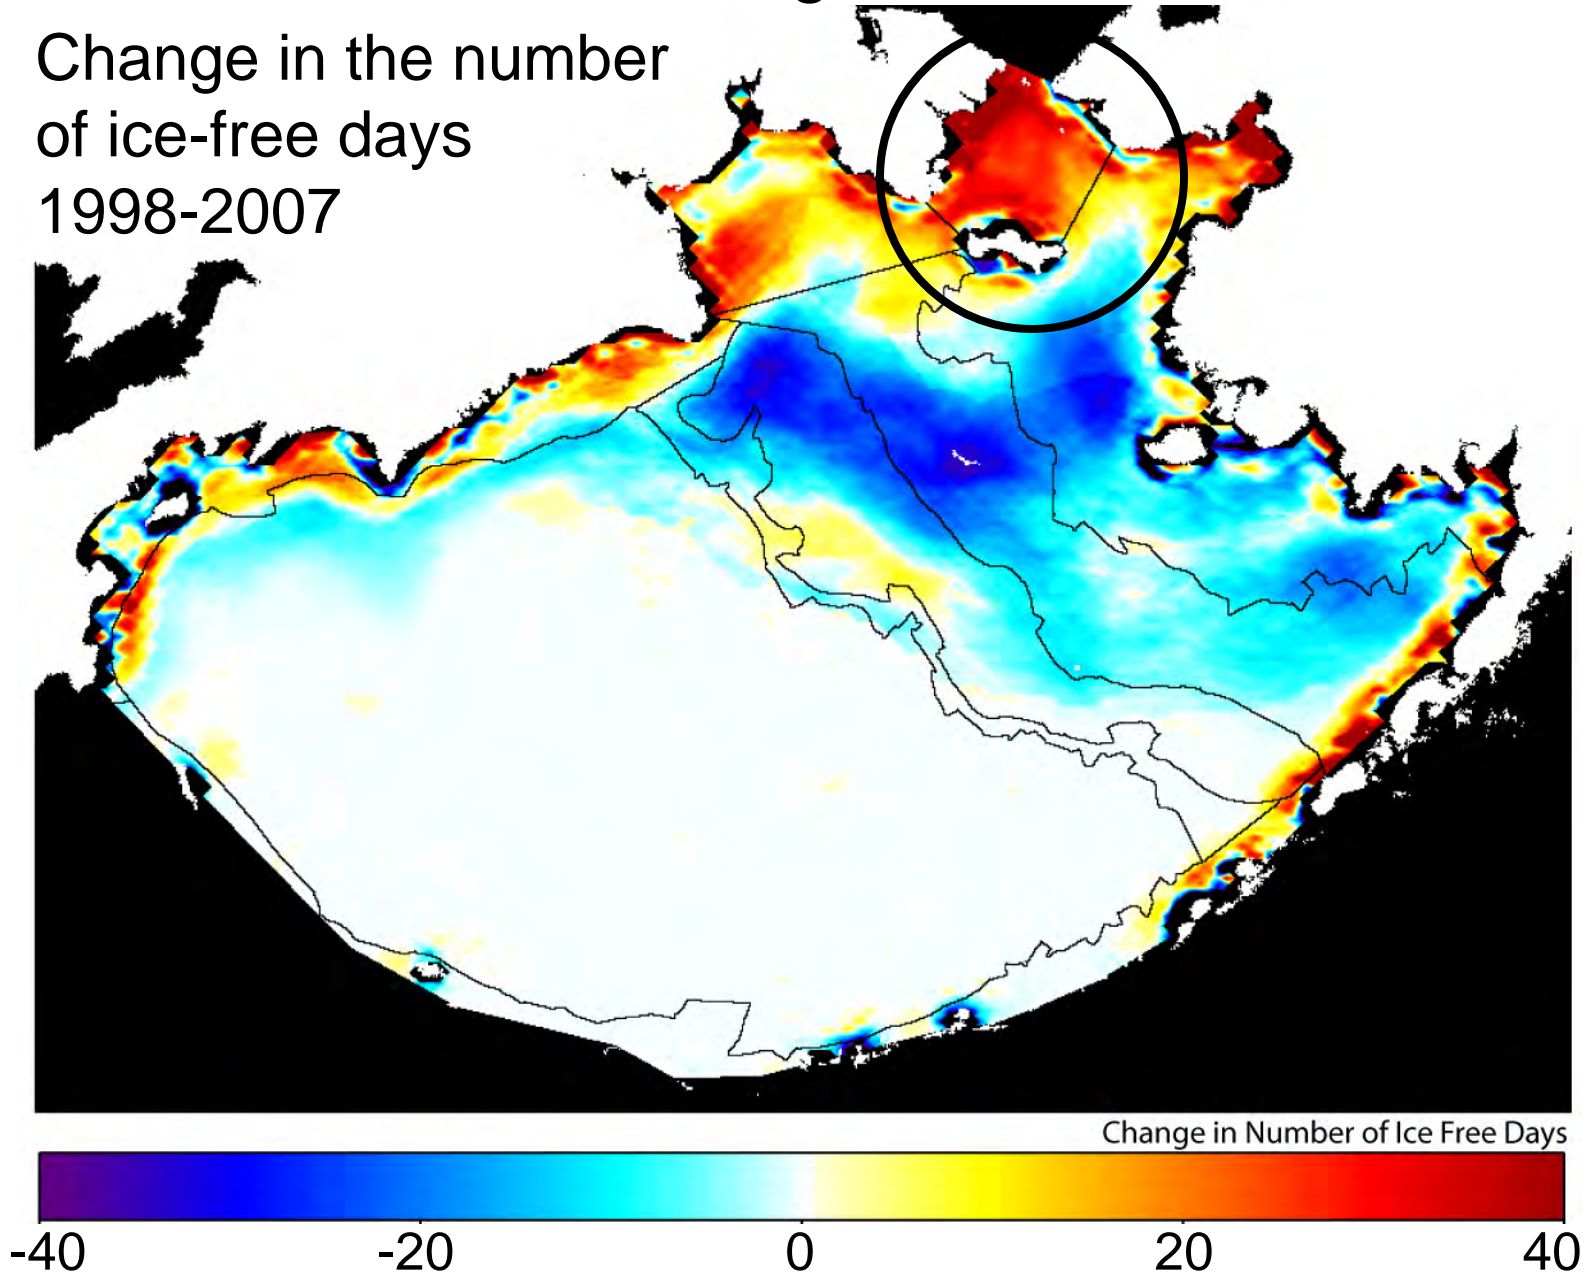 Change in the number
of ice-free days
1998-2007
Change in Number of Ice Free Days
-40 -20 0 20 40